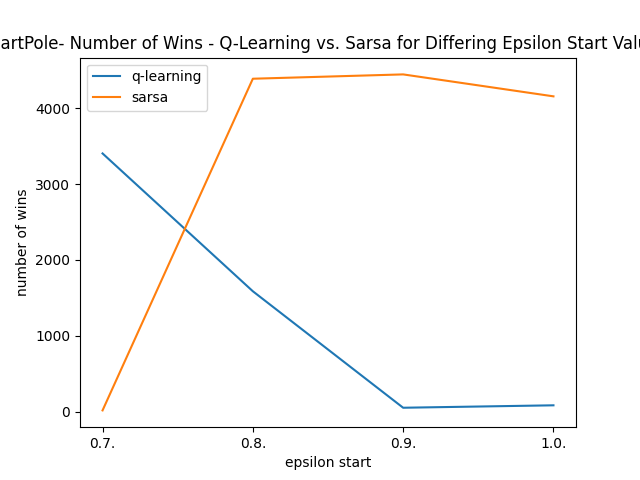 artPole- Number of Wins - Q-Learning vs. Sarsa for Differing Epsilon Start Valu
q-learning
sarsa
4000
3000
2000
1000
0
number of wins
0.7. 0.8. 0.9. 1.0.
epsilon start